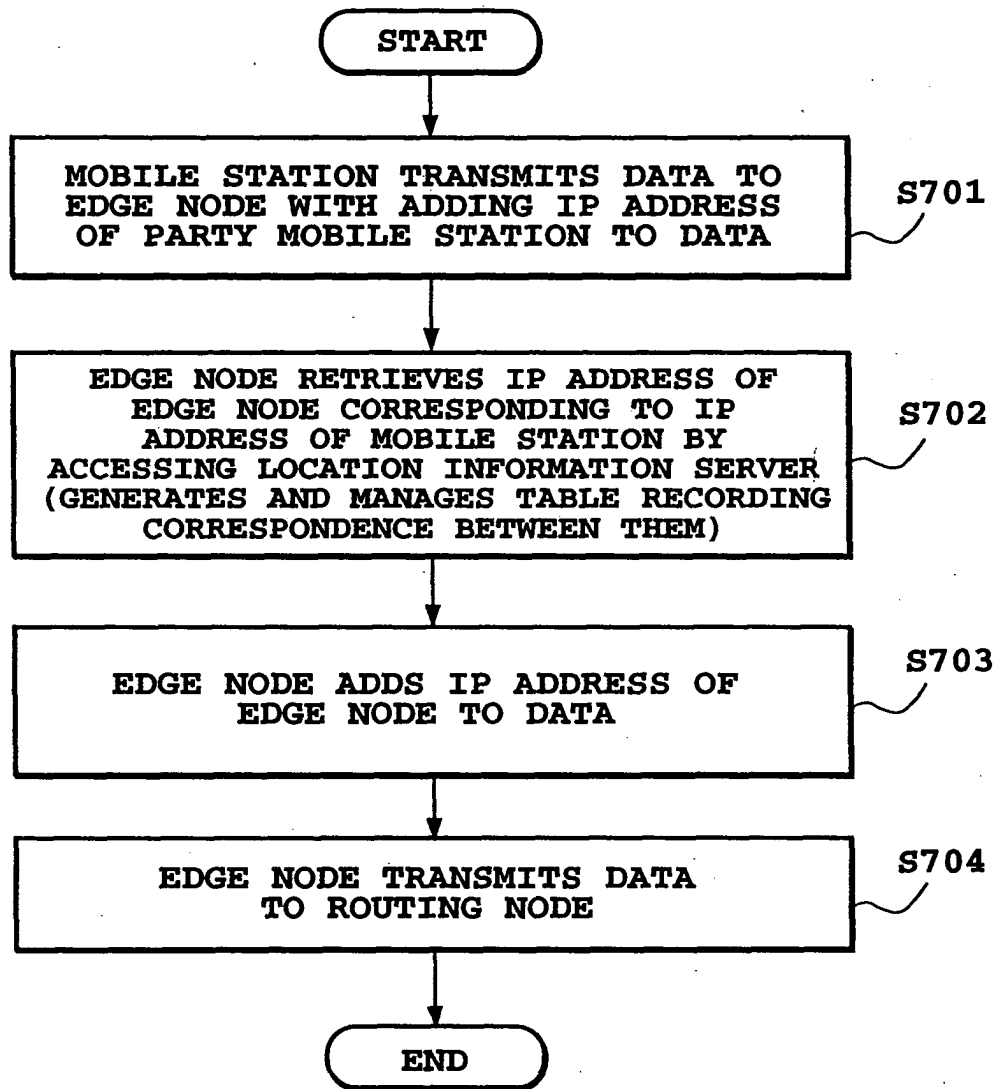 START
MOBILE STATION TRANSMITS DATA TO
EDGE NODE WITH ADDING IP ADDRESS
OF PARTY MOBILE STATION TO DATA
S701
EDGE NODE RETRIEVES IP ADDRESS OF
EDGE NODE CORRESPONDING TO IP
ADDRESS OF MOBILE STATION BY
ACCESSING LOCATION INFORMATION SERVER
(GENERATES AND MANAGES TABLE RECORDING
CORRESPONDENCE BETWEEN THEM)
S702
EDGE NODE ADDS IP ADDRESS OF
EDGE NODE TO DATA
S703
EDGE NODE TRANSMITS DATA
TO ROUTING NODE
S704
END